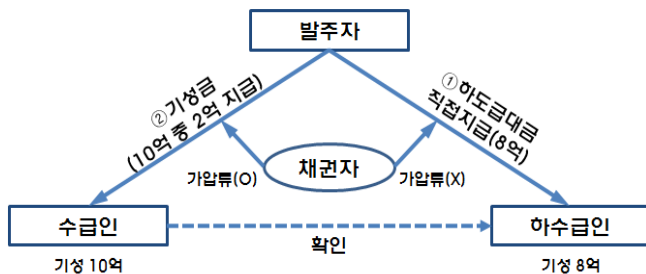 발주자
② 기성금
(10억 중 2억 지급)
① 하도급대금
직접지급(8억)
채권자
가압류(O)
가압류(X)
수급인
확인
하수급인
기성 10억
기성 8억